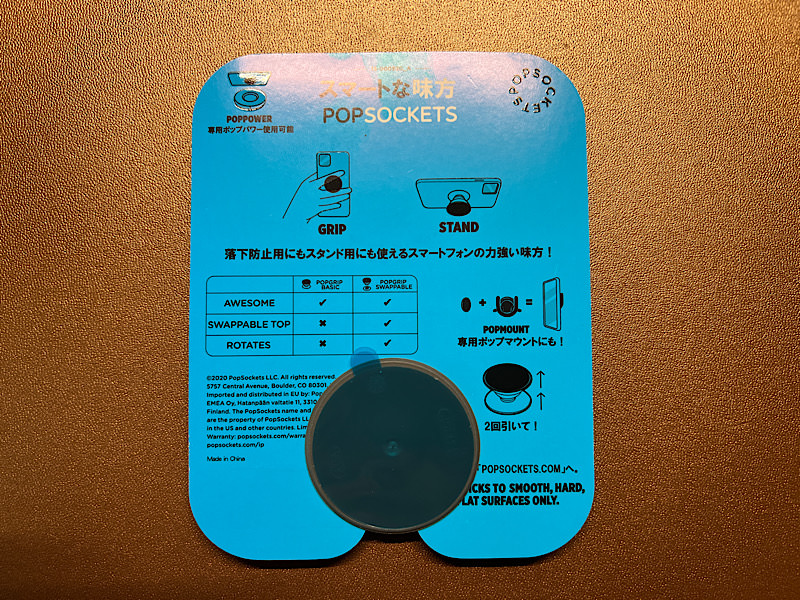 POPPOWER
専用ポップパワー使用可能
スマートな味方
POPSOCKETS
POPSOCKETS
GRIP
STAND
落下防止用にもスタンド用にも使えるスマートフォンの力強い味方！
POPGRIP BASIC
POPGRIP SWAPPABLE
AWESOME ✔ ✔
SWAPPABLE TOP ✖ ✔
ROTATES ✖ ✔
+ =
POPMOUNT
専用ポップマウントにも！
2回引いて！
©2020 PopSockets LLC. All rights reserved.
5757 Central Avenue, Boulder, CO 80301
Imported and distributed in EU by:
EMEA Oy, Hatanpään valtatie 11,
Finland. The PopSockets name and
are the property of PopSockets
in the US and other countries.
Warranty: popsockets.com/
popsockets.com/ip
Made in China
「POPSOCKETS.COM」へ。
TO SMOOTH, HARD,
SURFACES ONLY.